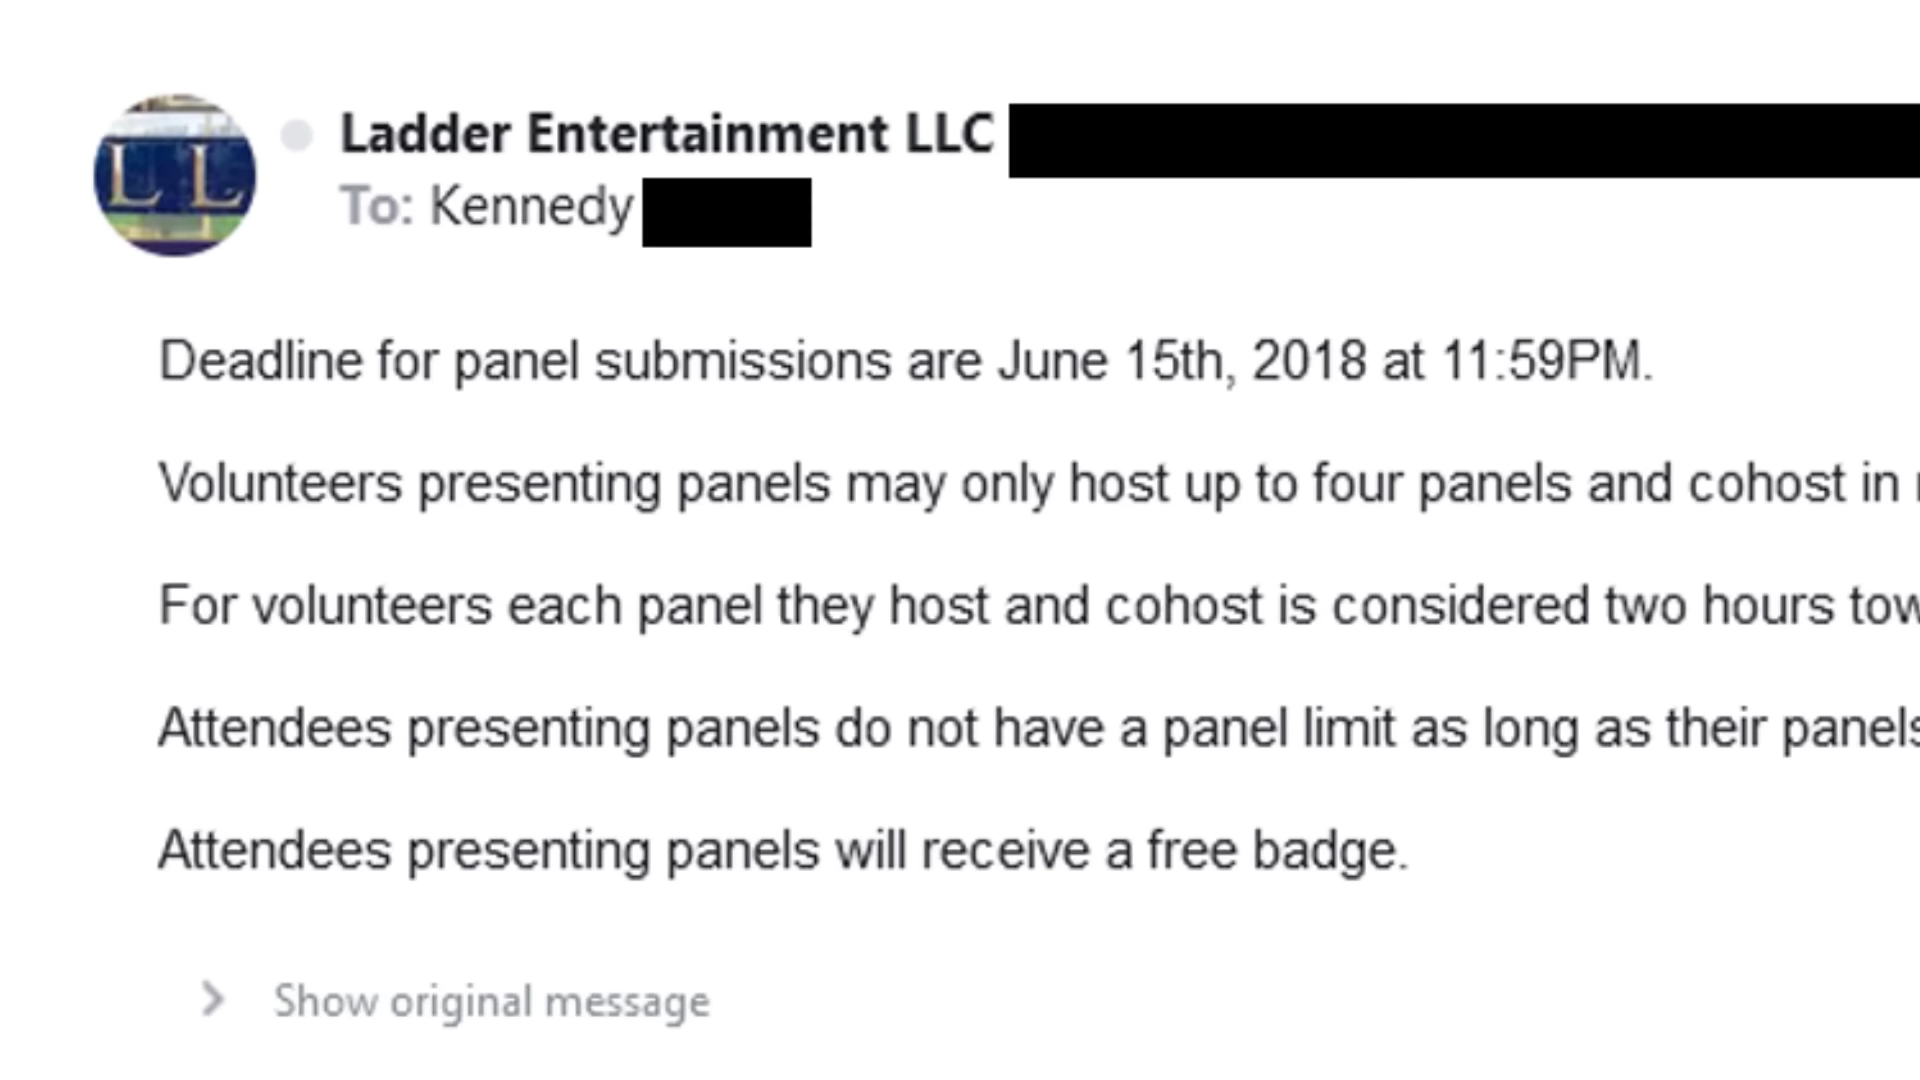 L L
Ladder Entertainment LLC
To: Kennedy
Deadline for panel submissions are June 15th, 2018 at 11:59PM.
Volunteers presenting panels may only host up to four panels and cohost in
For volunteers each panel they host and cohost is considered two hours tow
Attendees presenting panels do not have a panel limit as long as their panels
Attendees presenting panels will receive a free badge.
Show original message